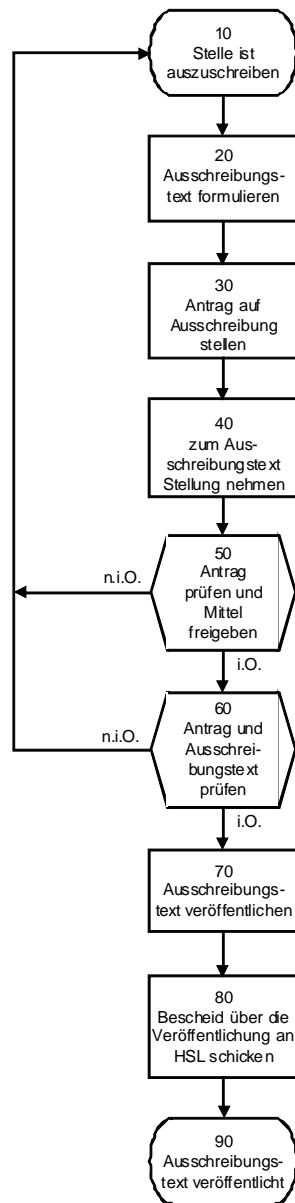 10
Stelle ist
auszuschreiben
20
Ausschreibungs-
text formulieren
30
Antrag auf
Ausschreibung
stellen
40
zum Aus-
schreibungstext
Stellung nehmen
50
Antrag
prüfen und
Mittel
freigeben
n.i.O.
i.O.
60
Antrag und
Ausschrei-
bungstext
prüfen
n.i.O.
i.O.
70
Ausschreibungs-
text veröffentlichen
80
Bescheid über die
Veröffentlichung an
HSL schicken
90
Ausschreibungs-
text veröffentlicht